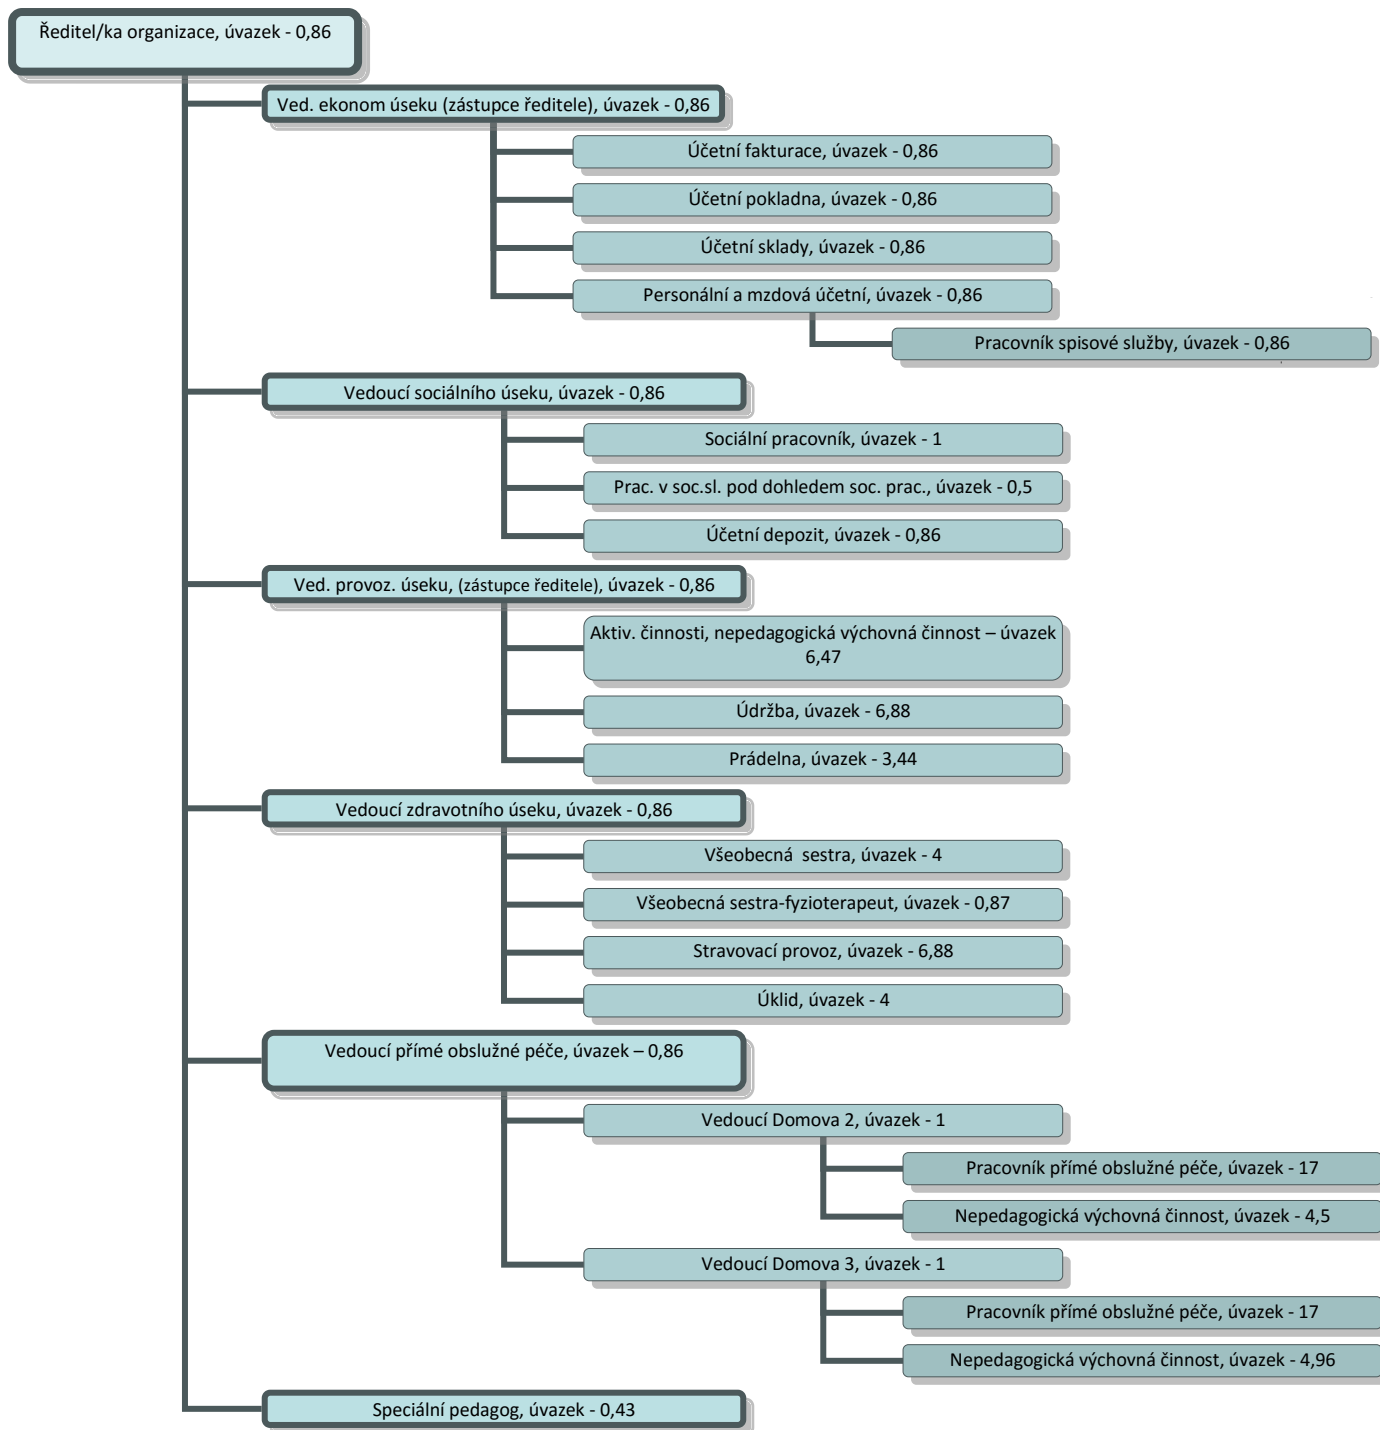 Ředitel/ka organizace, úvazek - 0,86
Ved. ekonom úseku (zástupce ředitele), úvazek - 0,86
Účetní fakturace, úvazek - 0,86
Účetní pokladna, úvazek - 0,86
Účetní sklady, úvazek - 0,86
Personální a mzdová účetní, úvazek - 0,86
Pracovník spisové služby, úvazek - 0,86
Vedoucí sociálního úseku, úvazek - 0,86
Sociální pracovník, úvazek - 1
Prac. v soc.sl. pod dohledem soc. prac., úvazek - 0,5
Účetní depozit, úvazek - 0,86
Ved. provoz. úseku, (zástupce ředitele), úvazek - 0,86
Aktiv. činnosti, nepedagogická výchovná činnost – úvazek
6,47
Údržba, úvazek - 6,88
Prádelna, úvazek - 3,44
Vedoucí zdravotního úseku, úvazek - 0,86
Všeobecná  sestra, úvazek - 4
Všeobecná sestra-fyzioterapeut, úvazek - 0,87
Stravovací provoz, úvazek - 6,88
Úklid, úvazek - 4
Vedoucí přímé obslužné péče, úvazek – 0,86
Vedoucí Domova 2, úvazek - 1
Pracovník přímé obslužné péče, úvazek - 17
Nepedagogická výchovná činnost, úvazek - 4,5
Vedoucí Domova 3, úvazek - 1
Pracovník přímé obslužné péče, úvazek - 17
Nepedagogická výchovná činnost, úvazek - 4,96
Speciální pedagog, úvazek - 0,43